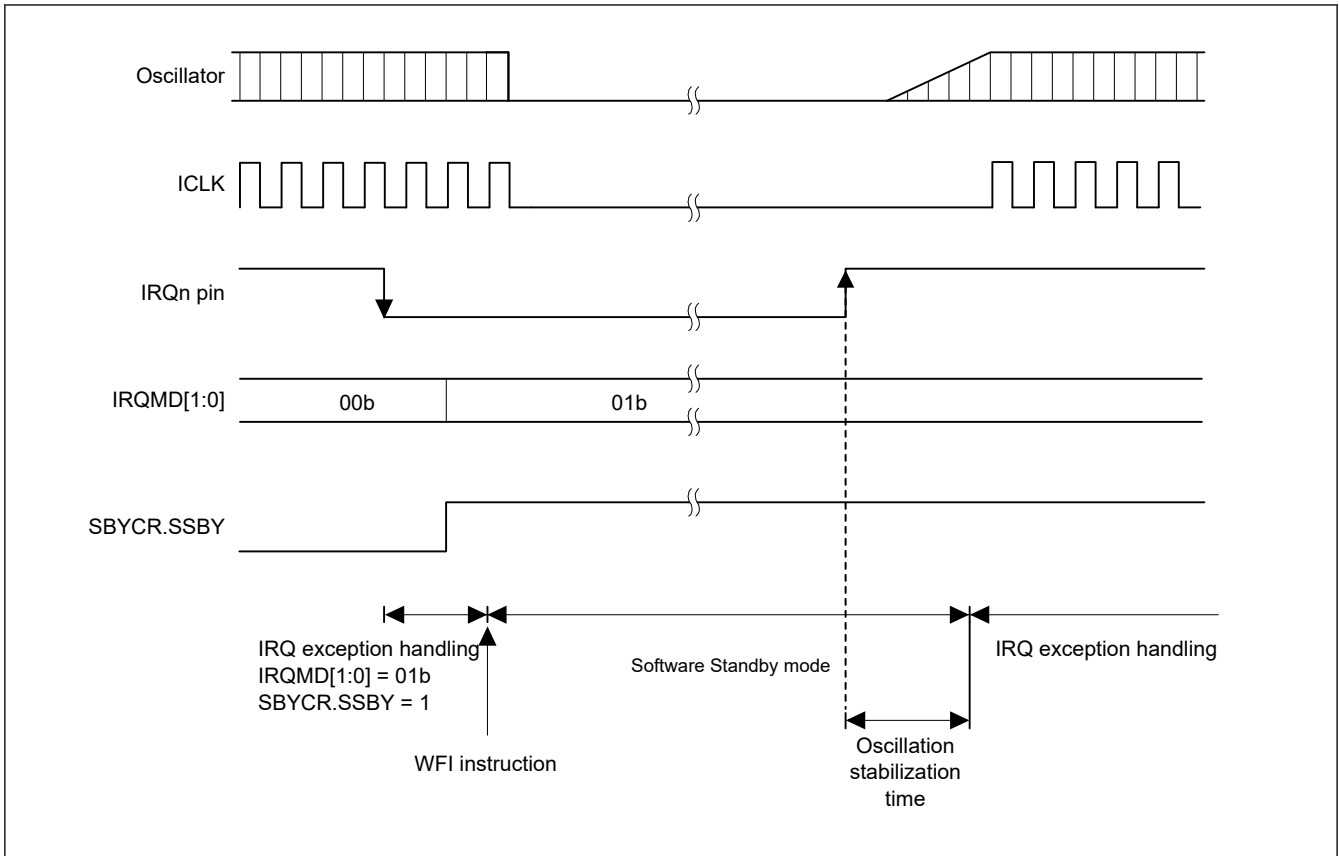 Oscillator
ICLK
IRQn pin
IRQMD[1:0]
00b
01b
SBYCR.SSBY
IRQ exception handling
IRQMD[1:0] = 01b
SBYCR.SSBY = 1
Software Standby mode
IRQ exception handling
WFI instruction
Oscillation
stabilization
time